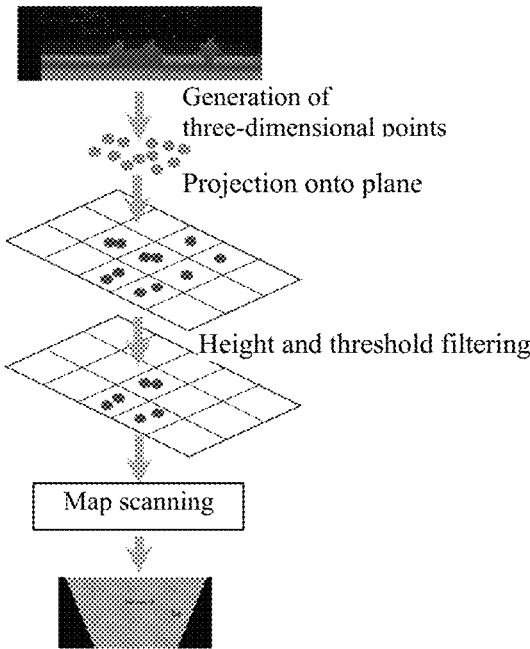 Generation of
three-dimensional points
Projection onto plane
Height and threshold filtering
Map scanning